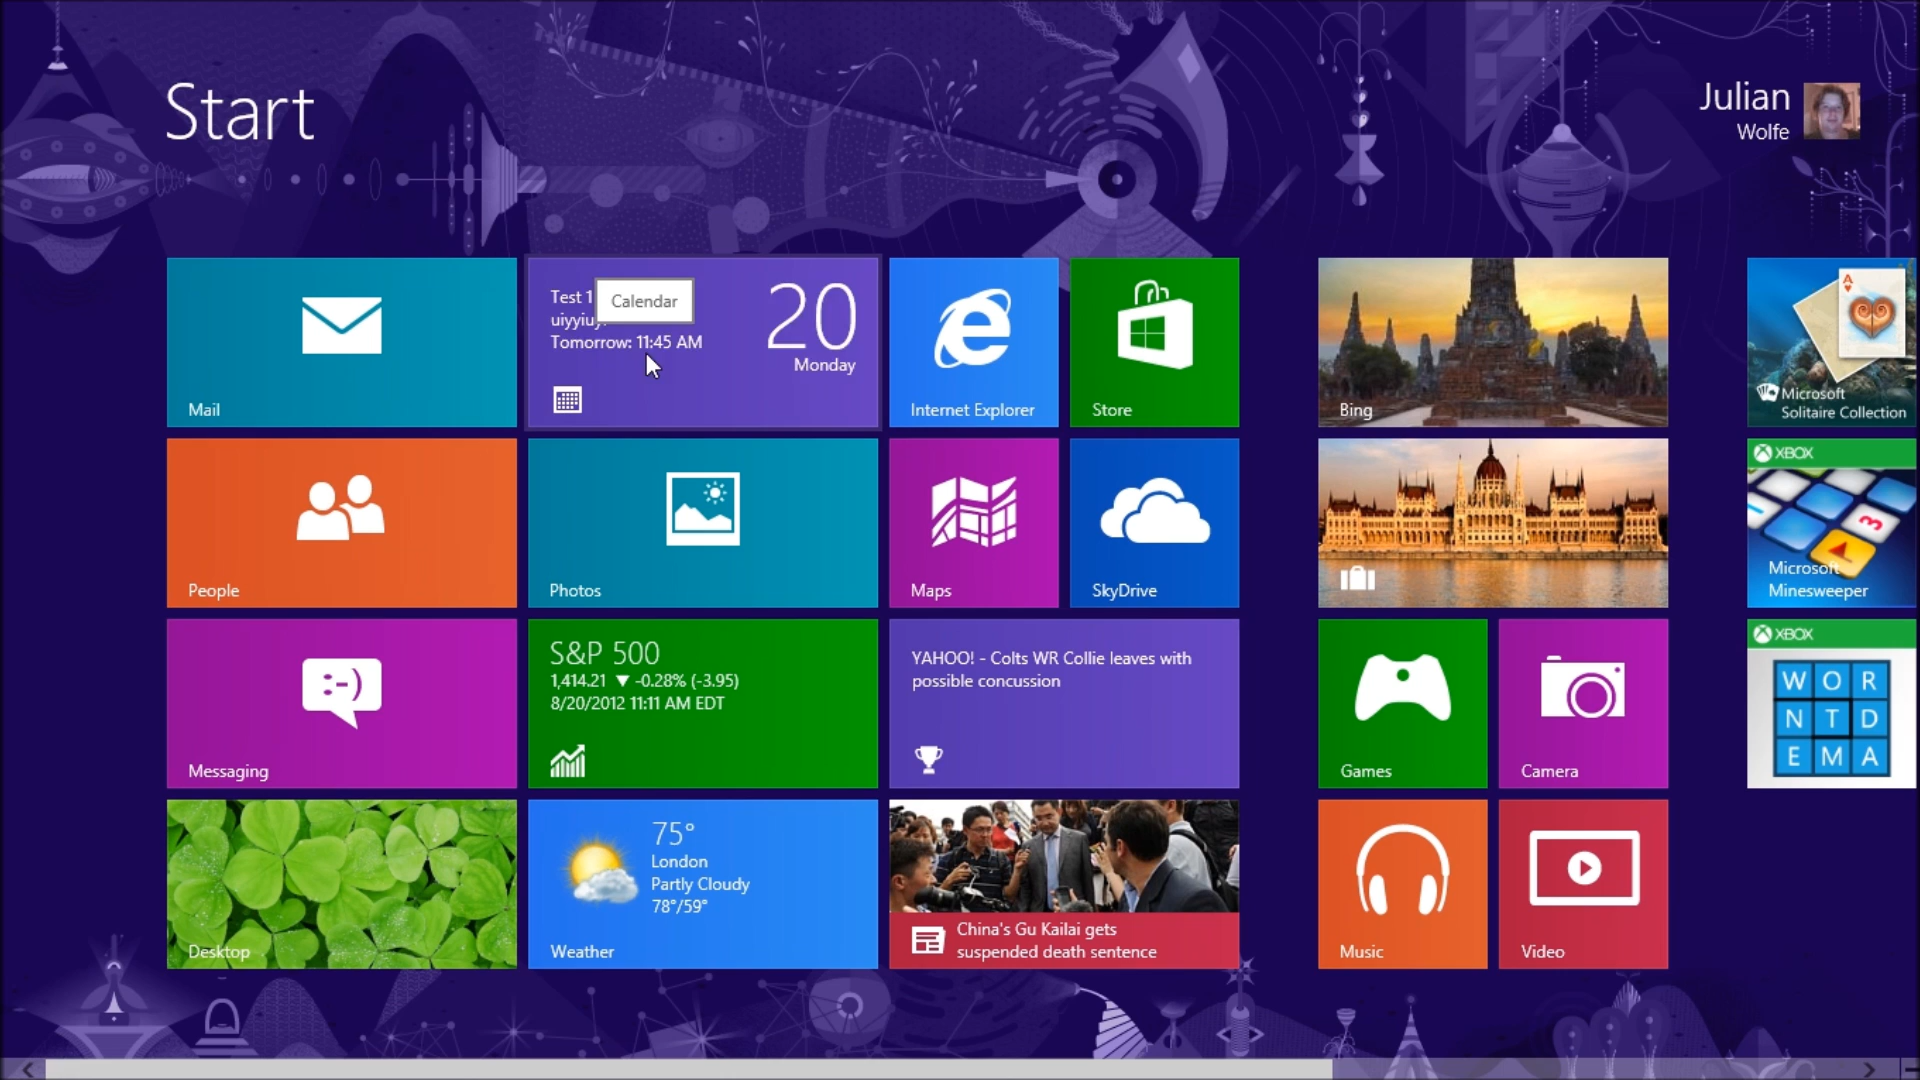 Start
Julian
Wolfe
Mail
Test 1
Calendar
Tomorrow: 11:45 AM
20
Monday
Internet Explorer
Store
Bing
Microsoft
Solitaire Collection
People
Photos
Maps
SkyDrive
XBOX
Microsoft
Minesweeper
Messaging
S&P 500
1,414.21 ▼ -0.28% (-3.95)
8/20/2012 11:11 AM EDT
YAHOO! - Colts WR Collie leaves with
possible concussion
Games
Camera
XBOX
W O R
N T D
E M A
Desktop
75°
London
Partly Cloudy
78°/59°
Weather
China's Gu Kailai gets
suspended death sentence
Music
Video